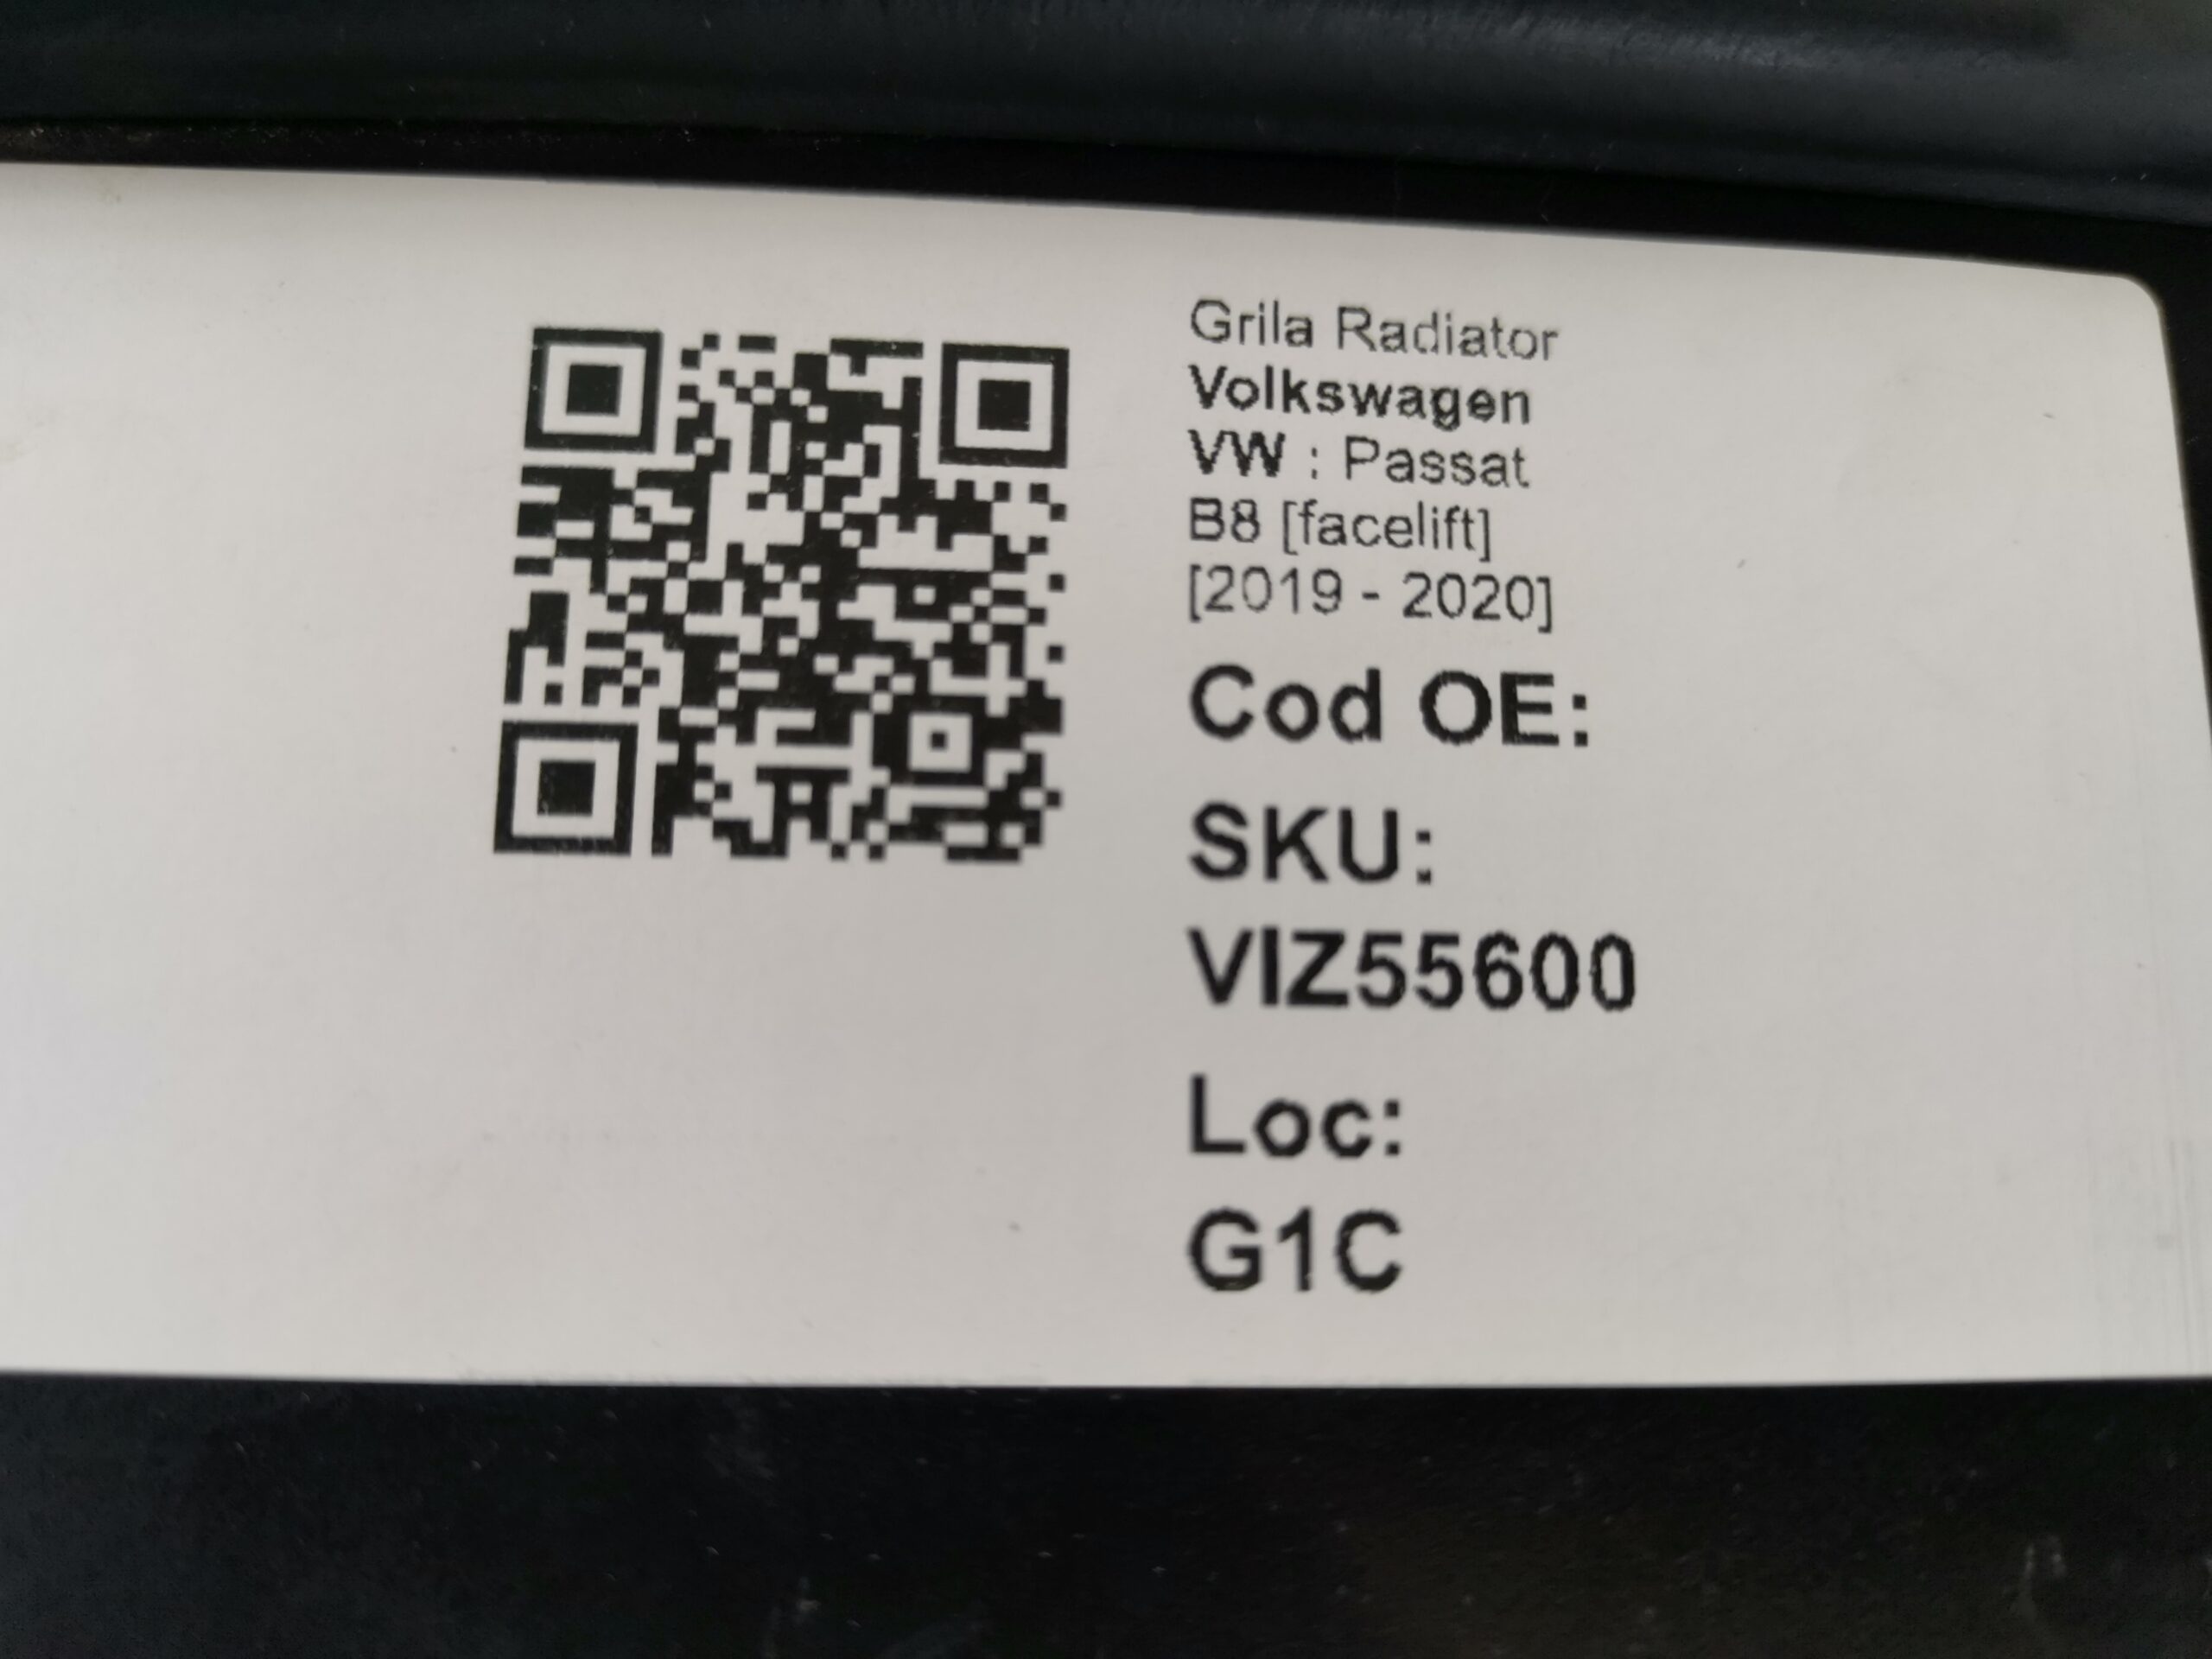 Grila Radiator
Volkswagen
VW : Passat
B8 [facelift]
[2019 - 2020]
Cod OE:
SKU:
VIZ55600
Loc:
G1C